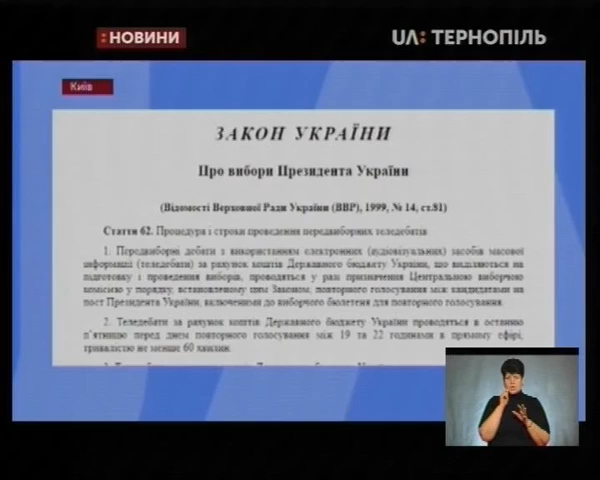 :НОВИНИ
UA: ТЕРНОПІЛЬ
Київ
ЗАКОН УКРАЇНИ
Про вибори Президента України
(Відомості Верховної Ради України (ВВР), 1999, № 14, ст.81)
Стаття 62. Процедура і строки проведення передвиборних теледебатів
1. Передвиборні дебати з використанням електронних (аудіовізуальних) засобів масової
інформації (теледебати) за рахунок коштів Державного бюджету України, що виділяються на
підготовку і проведення виборів, проводяться у разі призначення Центральною виборчою
комісією у порядку, встановленому цим Законом, повторного голосування між кандидатами на
пост Президента України, включеними до виборчого бюлетеня для повторного голосування.
2. Теледебати за рахунок коштів Державного бюджету України проводяться в останню
п'ятницю перед днем повторного голосування між 19 та 22 годинами в прямому ефірі,
тривалістю не менше 60 хвилин.